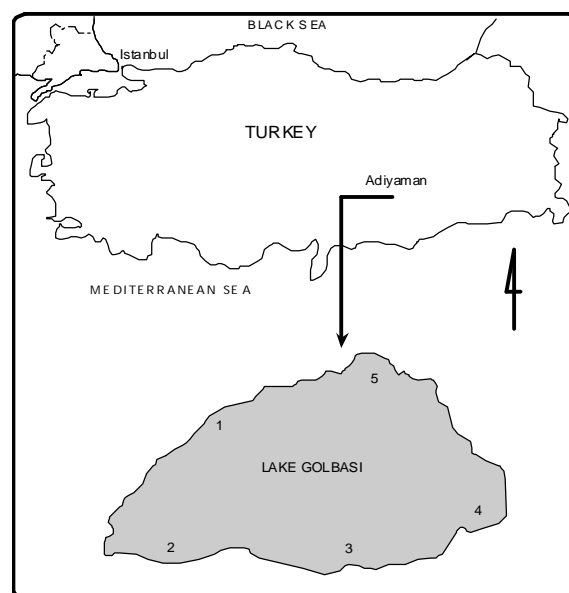 BLACK SEA
Istanbul
TURKEY
Adiyaman
MEDITERRANEAN SEA
5
1
LAKE GOLBASI
4
2
3